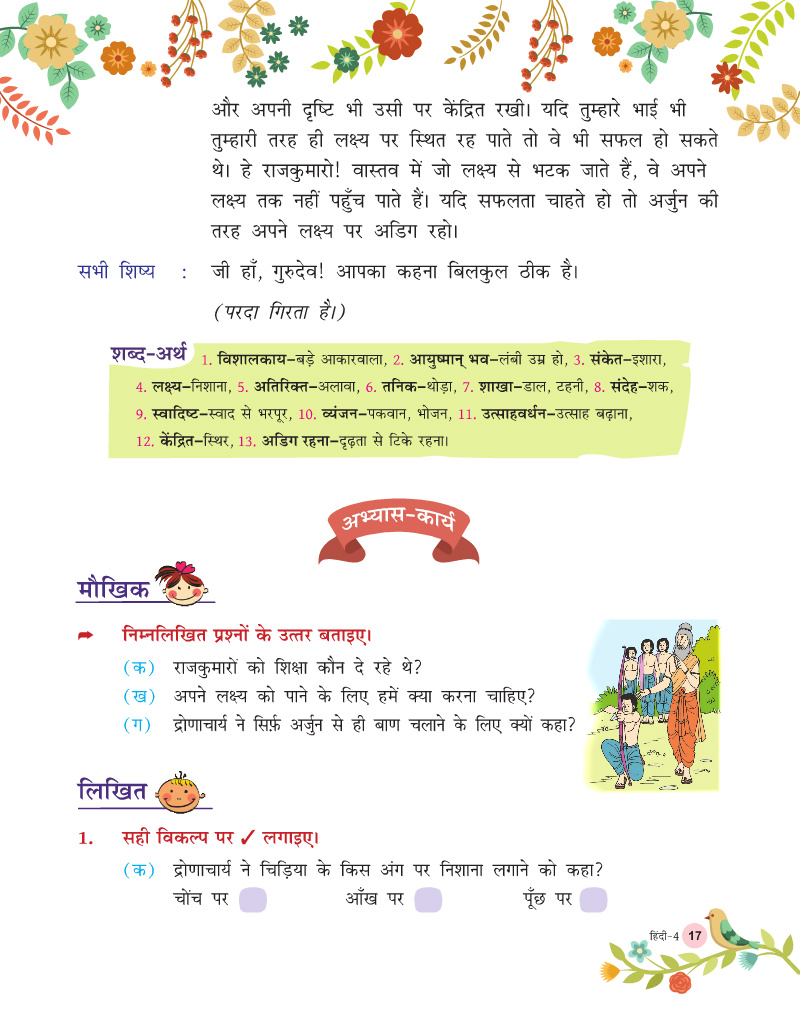 और अपनी दृष्टि भी उसी पर केंद्रित रखी। यदि तुम्हारे भाई भी
तुम्हारी तरह ही लक्ष्य पर स्थित रह पाते तो वे भी सफल हो सकते
थे। हे राजकुमारो! वास्तव में जो लक्ष्य से भटक जाते हैं, वे अपने
लक्ष्य तक नहीं पहुँच पाते हैं। यदि सफलता चाहते हो तो अर्जुन की
तरह अपने लक्ष्य पर अडिग रहो।
सभी शिष्य : जी हाँ, गुरुदेव! आपका कहना बिलकुल ठीक है।
(परदा गिरता है।)
शब्द-अर्थ 1. विशालकाय–बड़े आकारवाला, 2. आयुष्मान् भव–लंबी उम्र हो, 3. संकेत–इशारा,
4. लक्ष्य–निशाना, 5. अतिरिक्त–अलावा, 6. तनिक–थोड़ा, 7. शाखा–डाल, टहनी, 8. संदेह–शक,
9. स्वादिष्ट–स्वाद से भरपूर, 10. व्यंजन–पकवान, भोजन, 11. उत्साहवर्धन–उत्साह बढ़ाना,
12. केंद्रित–स्थिर, 13. अडिग रहना–दृढ़ता से टिके रहना।
अभ्यास-कार्य
मौखिक
➦ निम्नलिखित प्रश्नों के उत्तर बताइए।
(क) राजकुमारों को शिक्षा कौन दे रहे थे?
(ख) अपने लक्ष्य को पाने के लिए हमें क्या करना चाहिए?
(ग) द्रोणाचार्य ने सिर्फ़ अर्जुन से ही बाण चलाने के लिए क्यों कहा?
लिखित
1. सही विकल्प पर ✓ लगाइए।
(क) द्रोणाचार्य ने चिड़िया के किस अंग पर निशाना लगाने को कहा?
चोंच पर आँख पर पूँछ पर
हिंदी-4 17